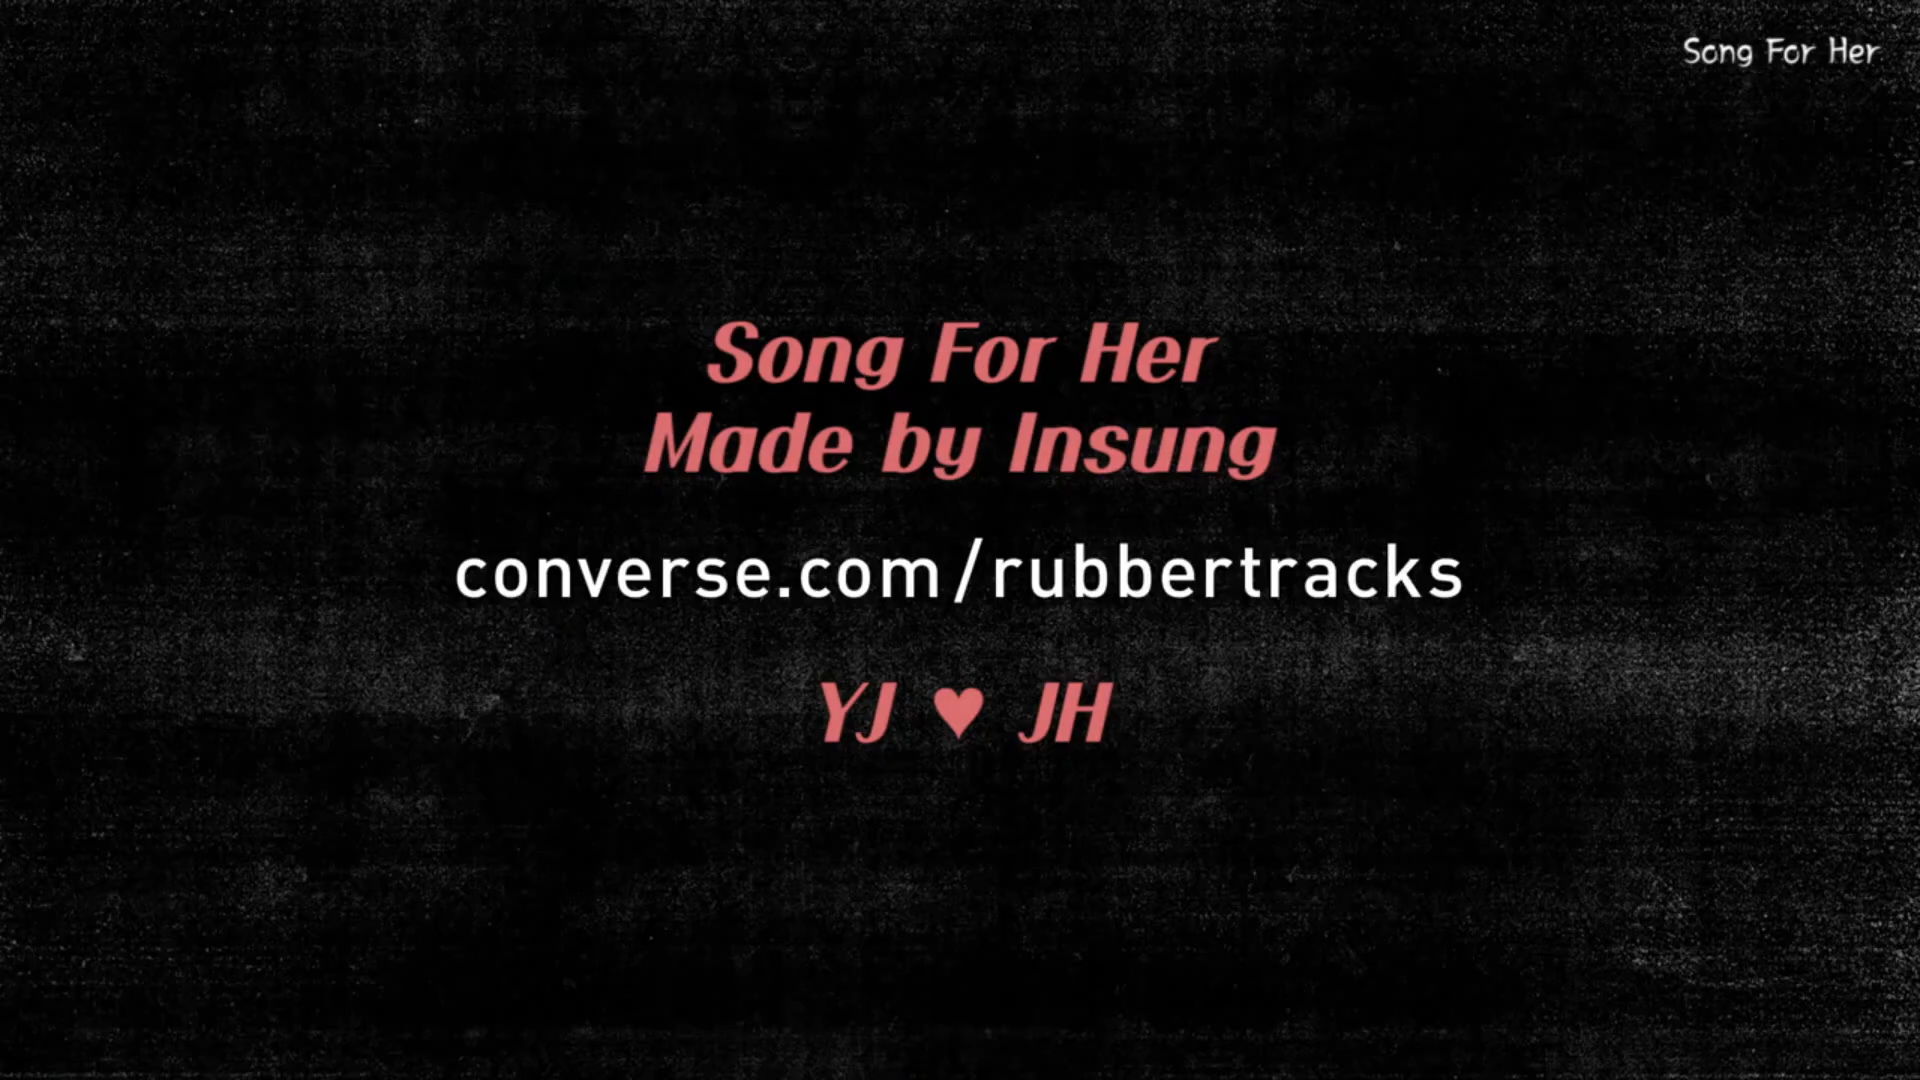 Song For Her
Song For Her
Made by Insung
converse.com/rubbertracks
YJ ♥ JH